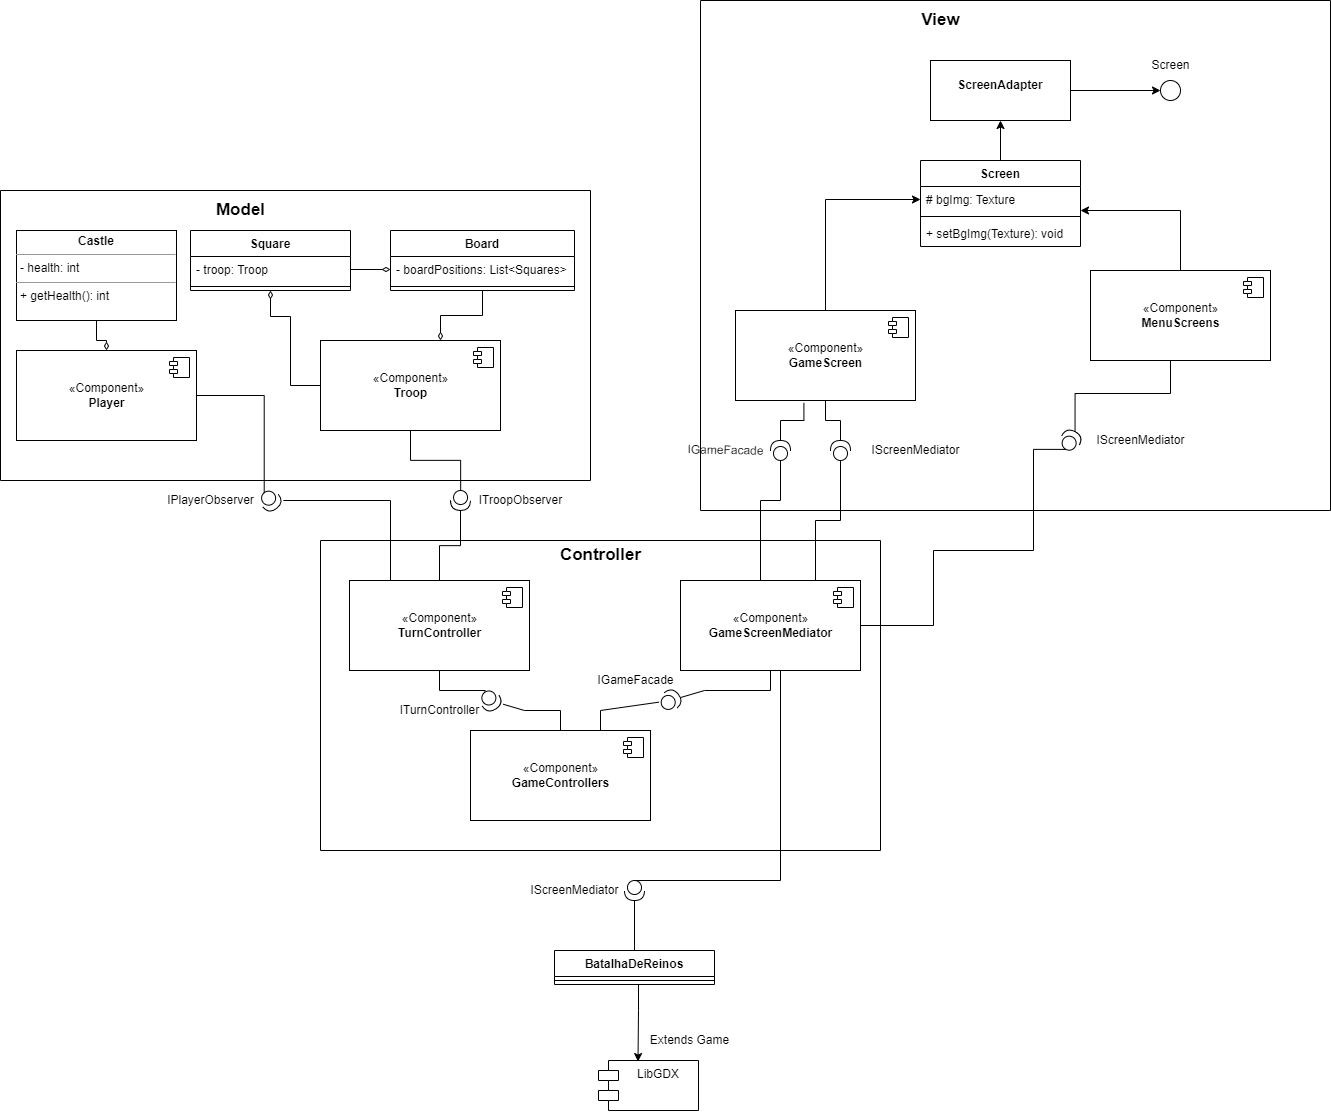 View
Screen
ScreenAdapter
Screen
# bgImg: Texture
+ setBgImg(Texture): void
Model
Castle
- health: int
+ getHealth(): int
Square
- troop: Troop
Board
- boardPositions: List<Squares>
«Component»
Player
«Component»
Troop
«Component»
GameScreen
«Component»
MenuScreens
IGameFacade
IScreenMediator
IScreenMediator
IPlayerObserver
ITroopObserver
Controller
«Component»
TurnController
«Component»
GameScreenMediator
IGameFacade
ITurnController
«Component»
GameControllers
IScreenMediator
BatalhaDeReinos
Extends Game
LibGDX